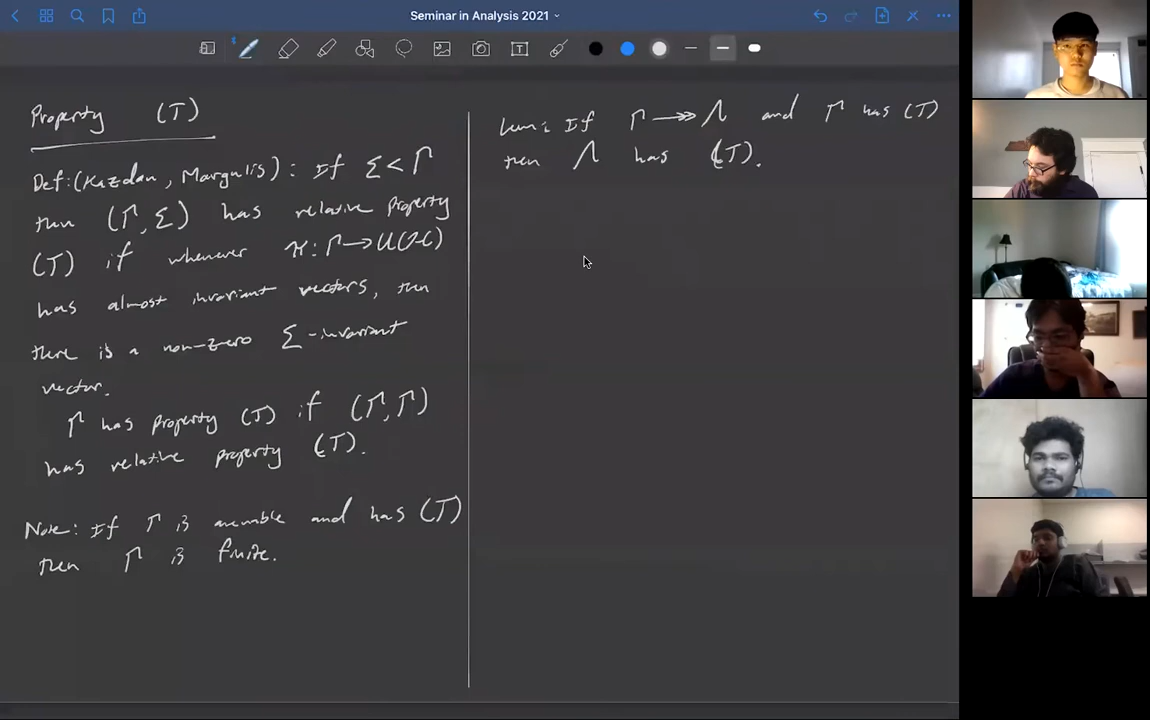 Seminar in Analysis 2021
Property (T)
Def: (Kazdan, Margulis): If Σ < Γ
then (Γ, Σ) has relative property
(T) if whenever π: Γ → U(H)
has almost invariant vectors, then
there is a non-zero Σ-invariant
vector.
Γ has property (T) if (Γ, Γ)
has relative property (T).
Note: If Γ is amenable and has (T)
then Γ is finite.
Lem: If Γ ↠ Λ and Γ has (T)
then Λ has (T).